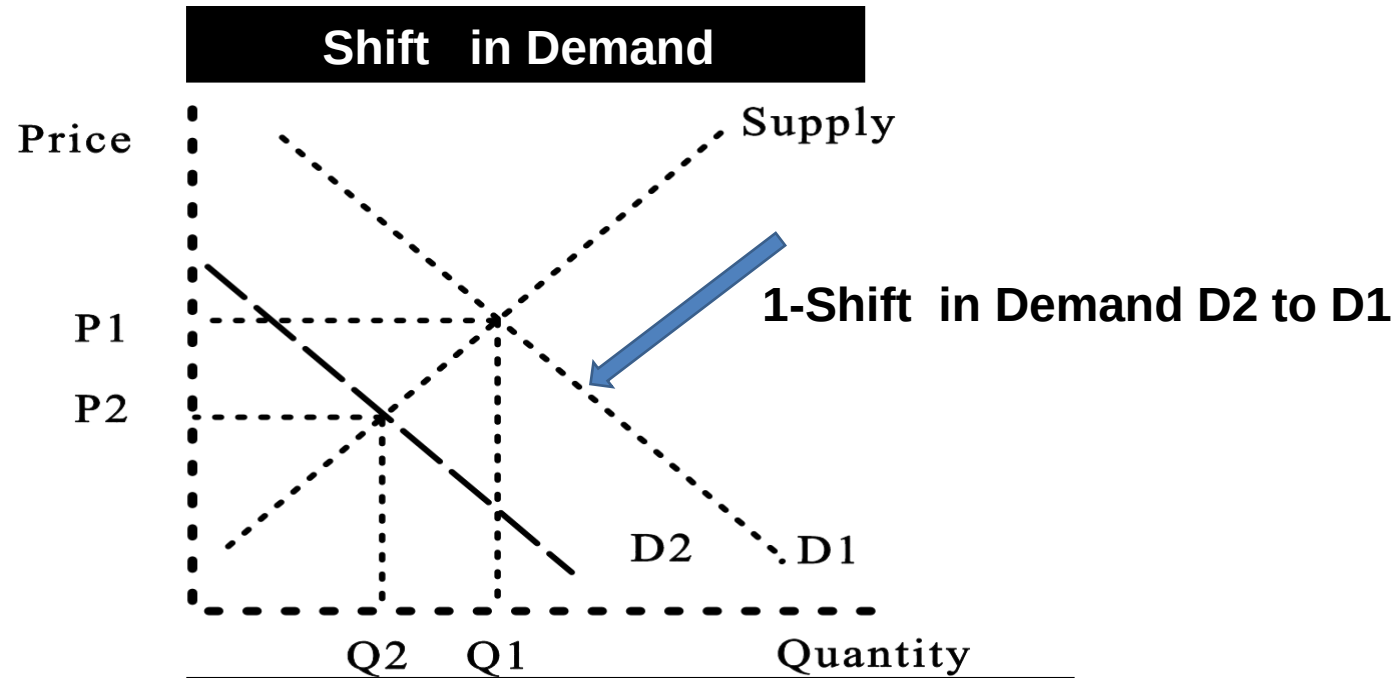 Shift in Demand
Price
Supply
1-Shift in Demand D2 to D1
P1
P2
D2
D1
Q2
Q1
Quantity